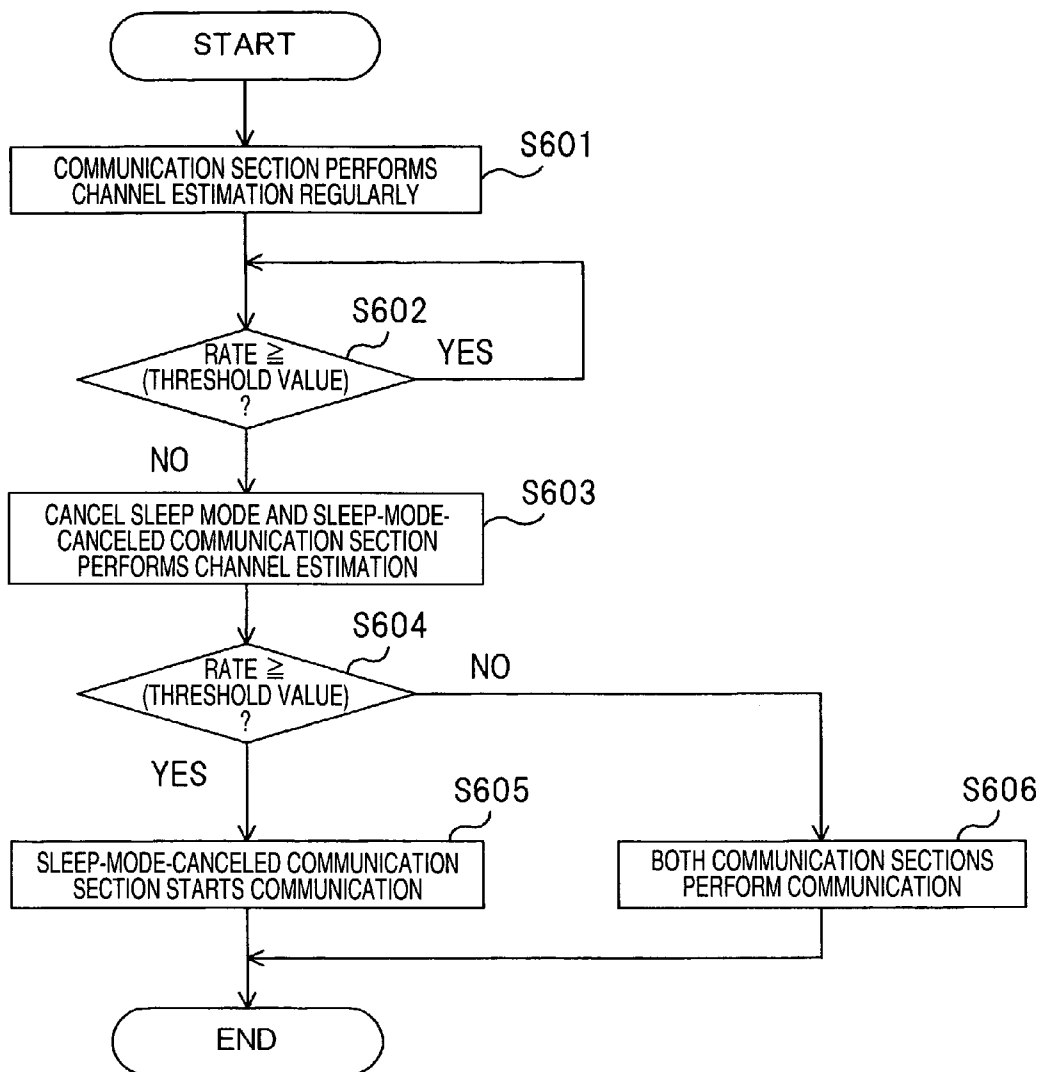 START
S601
COMMUNICATION SECTION PERFORMS
CHANNEL ESTIMATION REGULARLY
S602
RATE ≧
(THRESHOLD VALUE)
?
YES
NO
S603
CANCEL SLEEP MODE AND SLEEP-MODE-
CANCELED COMMUNICATION SECTION
PERFORMS CHANNEL ESTIMATION
S604
RATE ≧
(THRESHOLD VALUE)
?
NO
YES
S605
SLEEP-MODE-CANCELED COMMUNICATION
SECTION STARTS COMMUNICATION
S606
BOTH COMMUNICATION SECTIONS
PERFORM COMMUNICATION
END